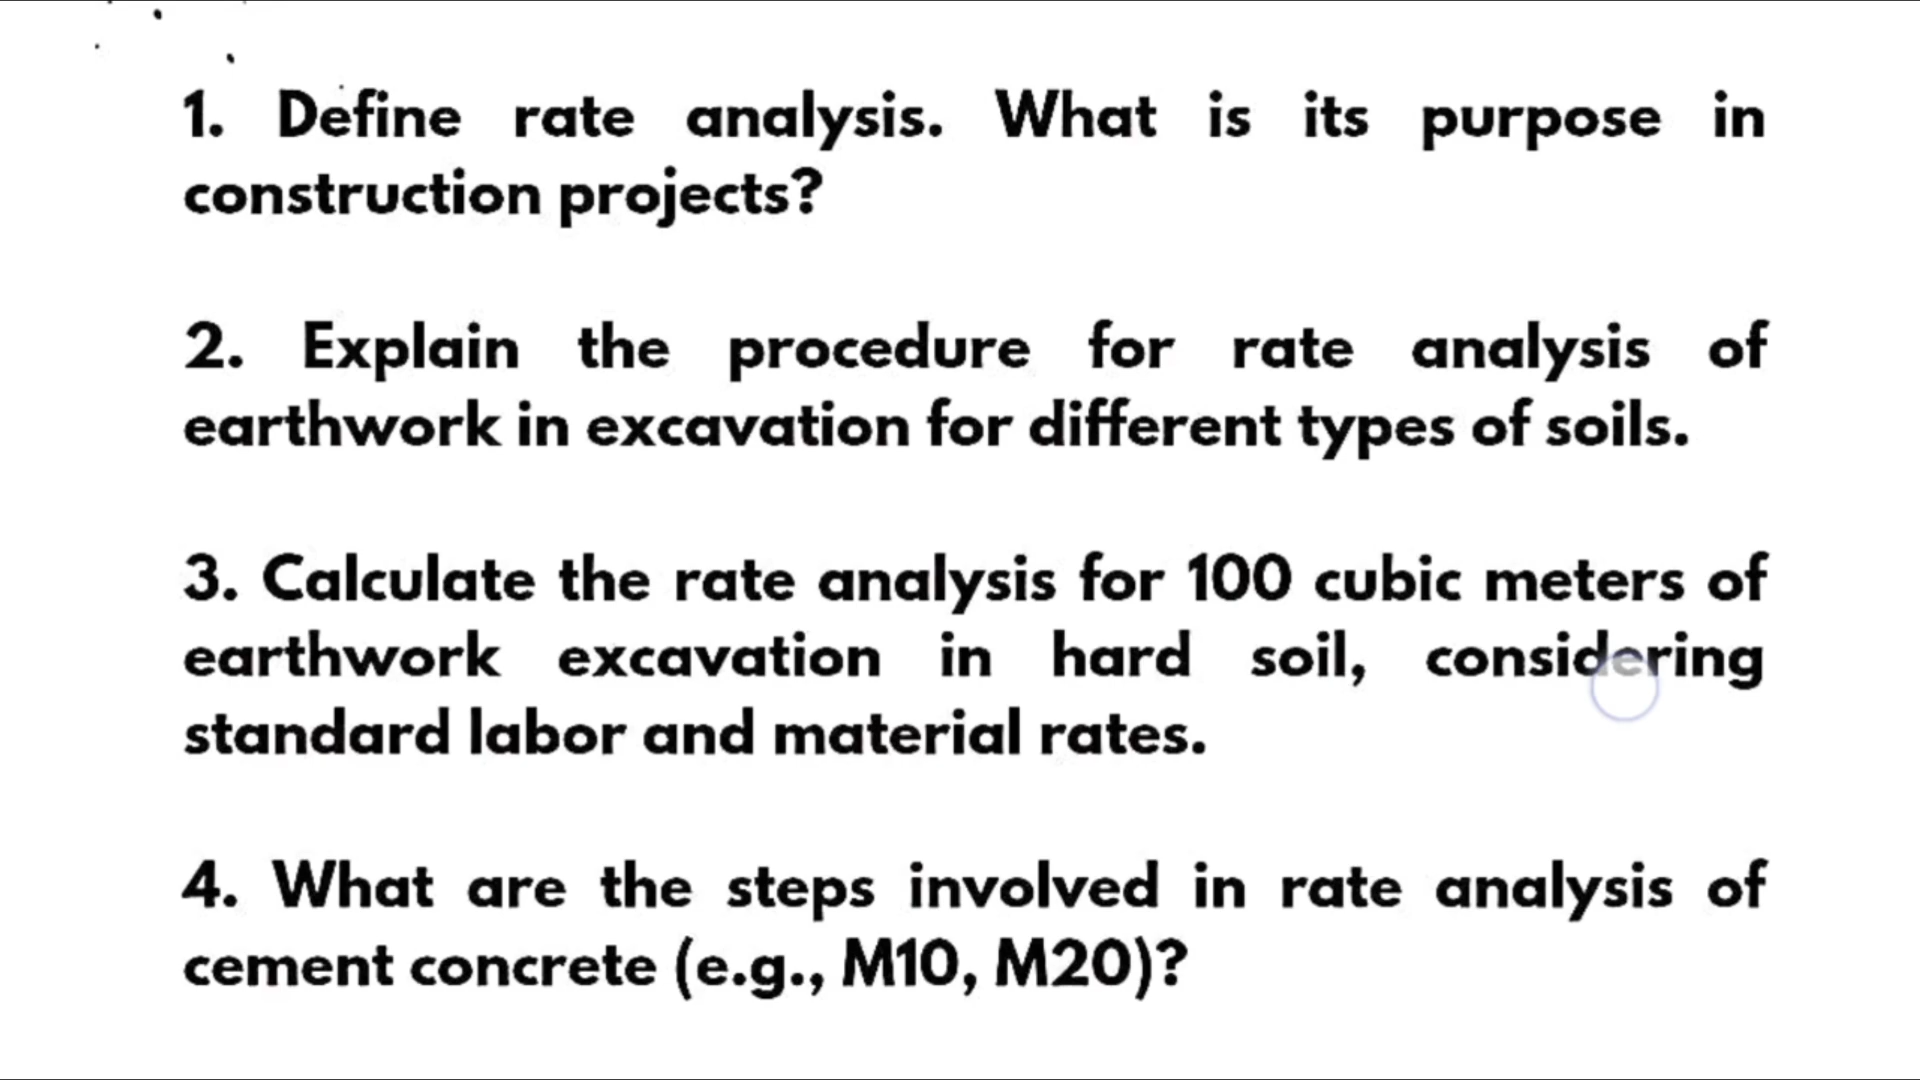 1. Define rate analysis. What is its purpose in
construction projects?
2. Explain the procedure for rate analysis of
earthwork in excavation for different types of soils.
3. Calculate the rate analysis for 100 cubic meters of
earthwork excavation in hard soil, considering
standard labor and material rates.
4. What are the steps involved in rate analysis of
cement concrete (e.g., M10, M20)?